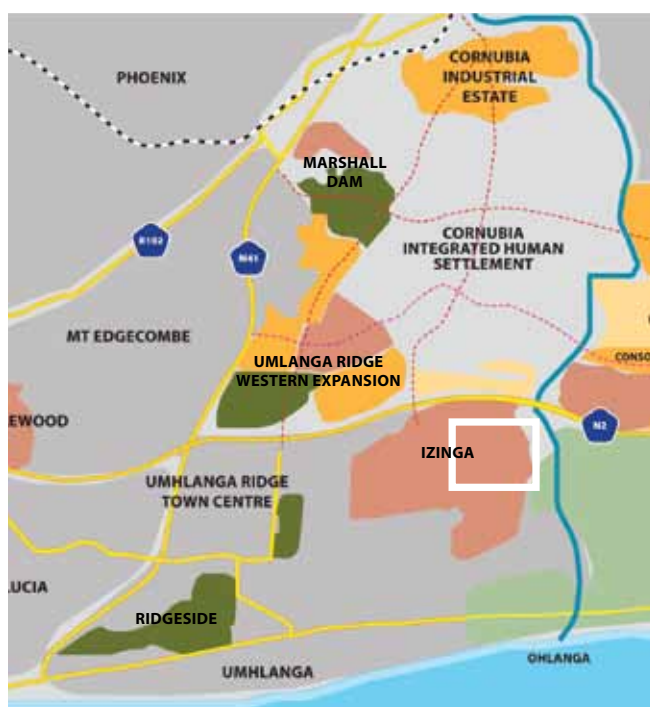 CORNUBIA
INDUSTRIAL
ESTATE
PHOENIX
MARSHALL
DAM
R102
M41
CORNUBIA
INTEGRATED HUMAN
SETTLEMENT
MT EDGECOMBE
UMLANGA RIDGE
WESTERN EXPANSION
CONSO
N2
EWOOD
IZINGA
UMHLANGA RIDGE
TOWN CENTRE
LUCIA
RIDGESIDE
OHLANGA
UMHLANGA